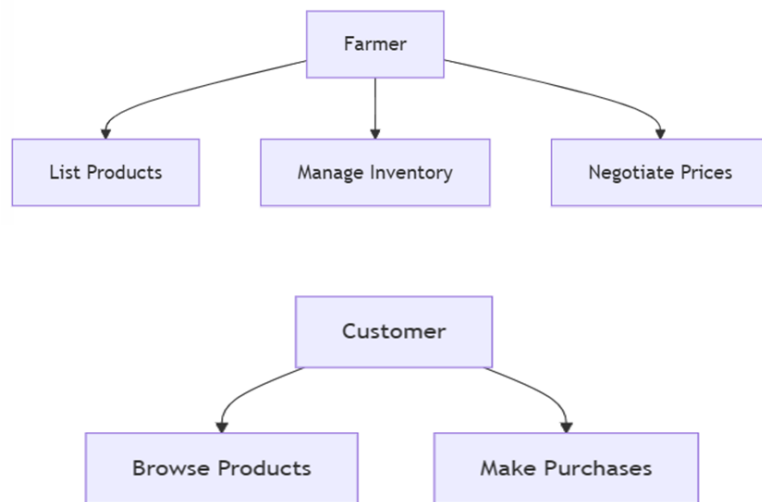 Farmer
List Products
Manage Inventory
Negotiate Prices
Customer
Browse Products
Make Purchases